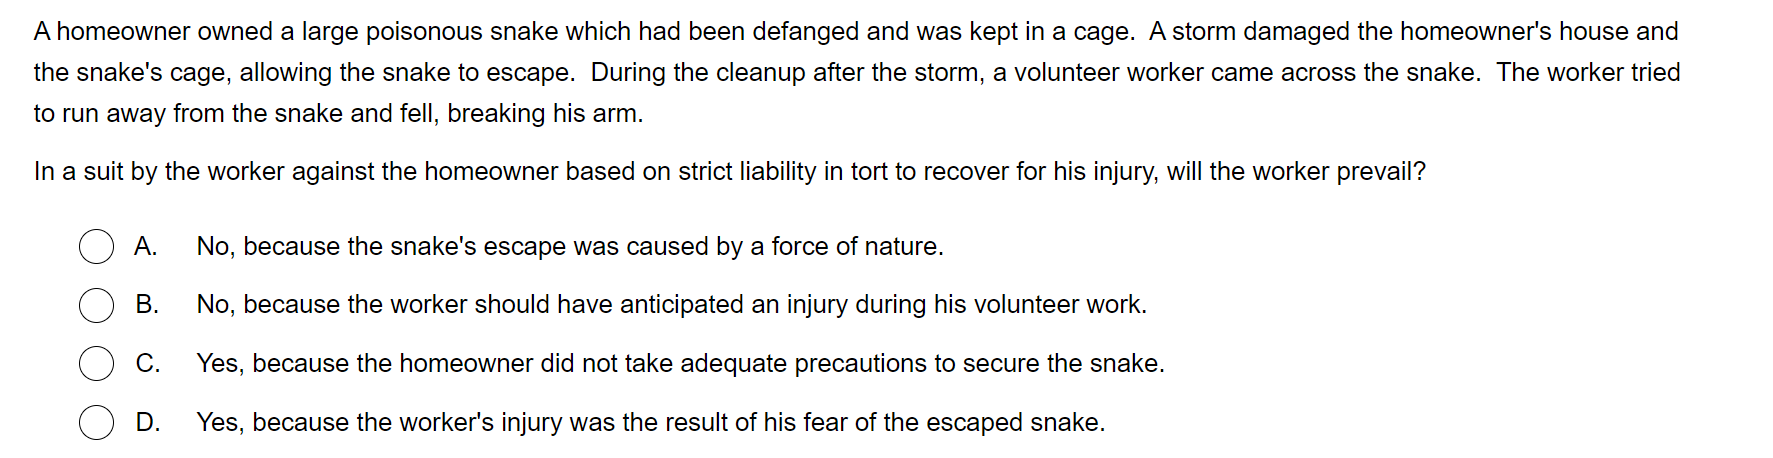 A homeowner owned a large poisonous snake which had been defanged and was kept in a cage.  A storm damaged the homeowner's house and
the snake's cage, allowing the snake to escape.  During the cleanup after the storm, a volunteer worker came across the snake.  The worker tried
to run away from the snake and fell, breaking his arm.
In a suit by the worker against the homeowner based on strict liability in tort to recover for his injury, will the worker prevail?
A. No, because the snake's escape was caused by a force of nature.
B. No, because the worker should have anticipated an injury during his volunteer work.
C. Yes, because the homeowner did not take adequate precautions to secure the snake.
D. Yes, because the worker's injury was the result of his fear of the escaped snake.